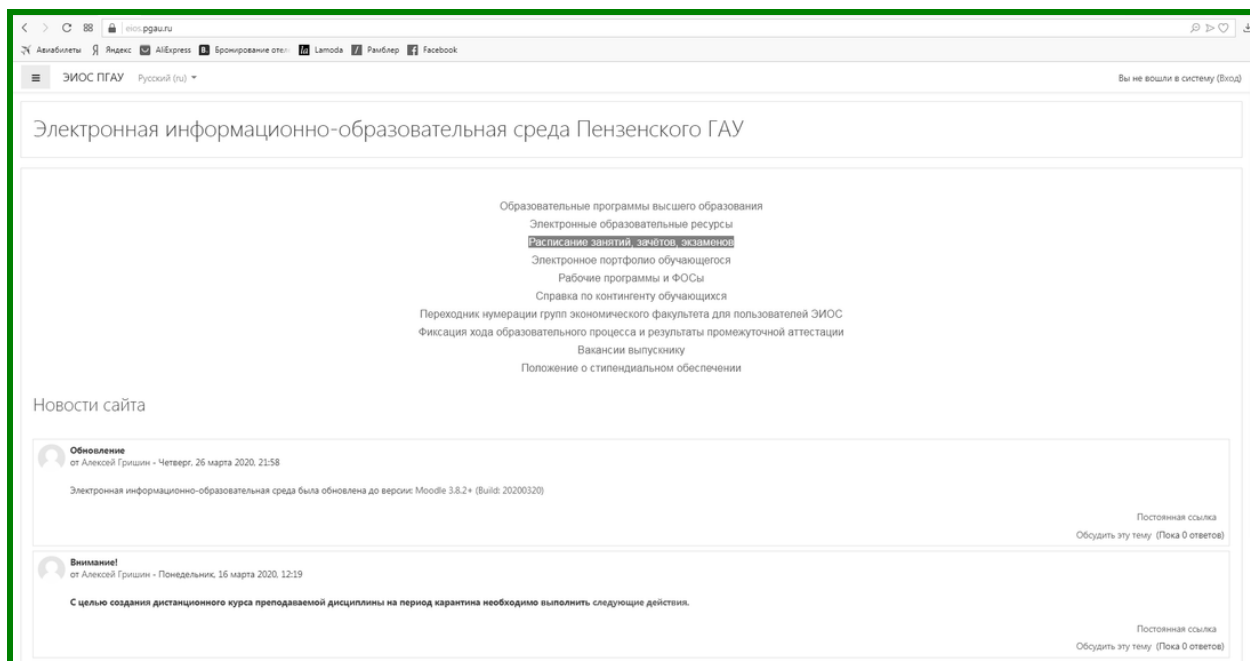 eios.pgau.ru
Авиабилеты Яндекс AliExpress Бронирование отел Lamoda Рамблер Facebook
ЭИОС ПГАУ Русский (ru) Вы не вошли в систему (Вход)
Электронная информационно-образовательная среда Пензенского ГАУ
Образовательные программы высшего образования
Электронные образовательные ресурсы
Расписание занятий, зачётов, экзаменов
Электронное портфолио обучающегося
Рабочие программы и ФОСы
Справка по контингенту обучающихся
Переходник нумерации групп экономического факультета для пользователей ЭИОС
Фиксация хода образовательного процесса и результаты промежуточной аттестации
Вакансии выпускнику
Положение о стипендиальном обеспечении
Новости сайта
Обновление
от Алексей Гришин - Четверг, 26 марта 2020, 21:58
Электронная информационно-образовательная среда была обновлена до версии: Moodle 3.8.2+ (Build: 20200320)
Постоянная ссылка
Обсудить эту тему (Пока 0 ответов)
Внимание!
от Алексей Гришин - Понедельник, 16 марта 2020, 12:19
С целью создания дистанционного курса преподаваемой дисциплины на период карантина необходимо выполнить следующие действия.
Постоянная ссылка
Обсудить эту тему (Пока 0 ответов)